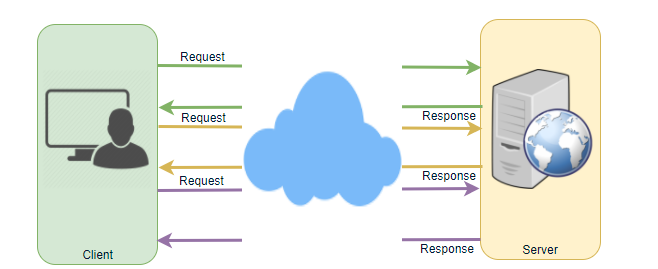 Request
Request
Response
Request
Response
Response
Client
Server